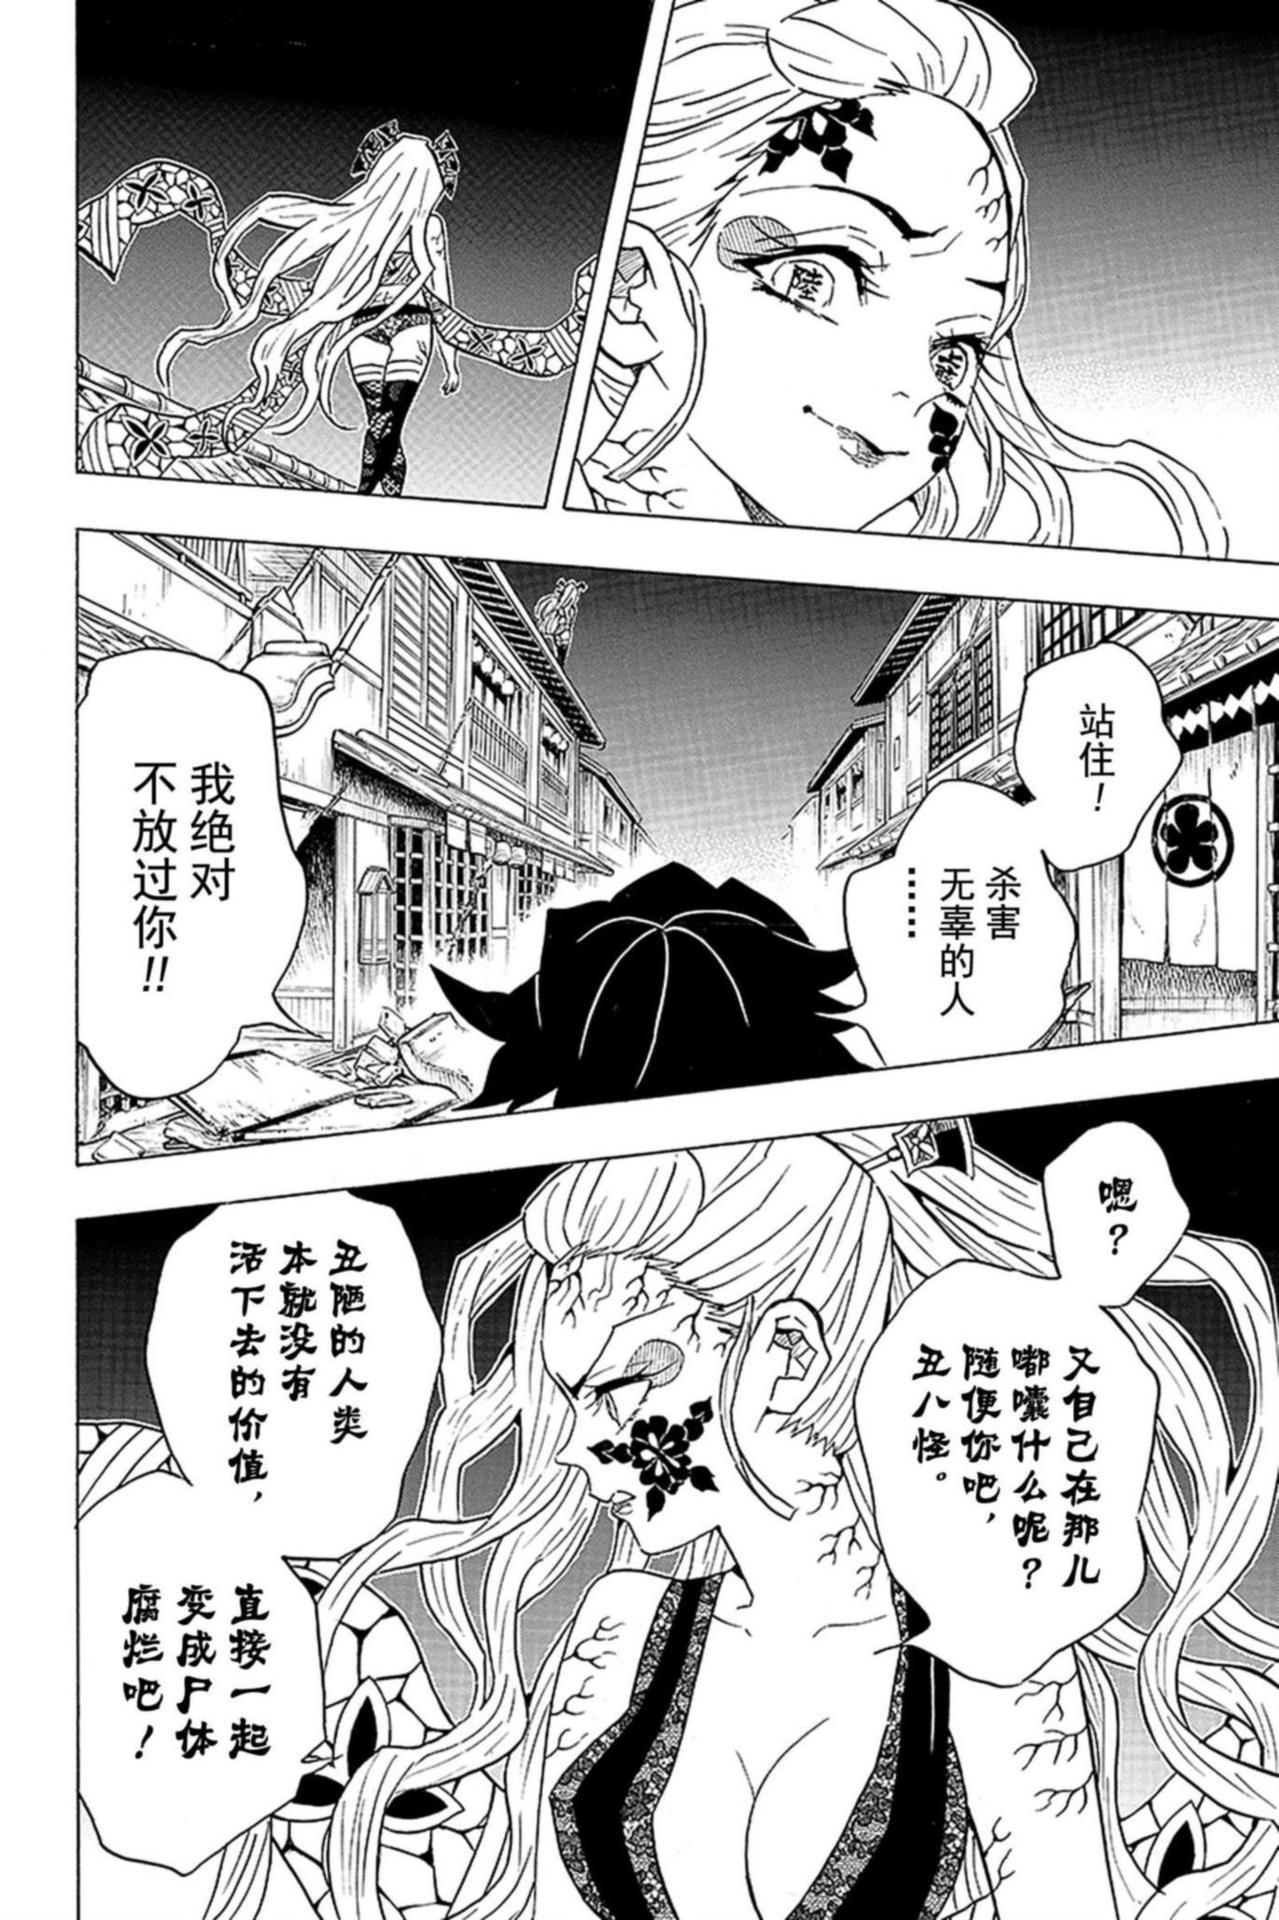 陸
陸
站住！
杀害
无辜的人
……
我绝对
不放过你!!
嗯？
又自己在那儿
嘟囔什么呢？
随便你吧，
丑八怪。
丑陋的人类
本就没有
活下去的价值，
直接一起
变成尸体
腐烂吧！